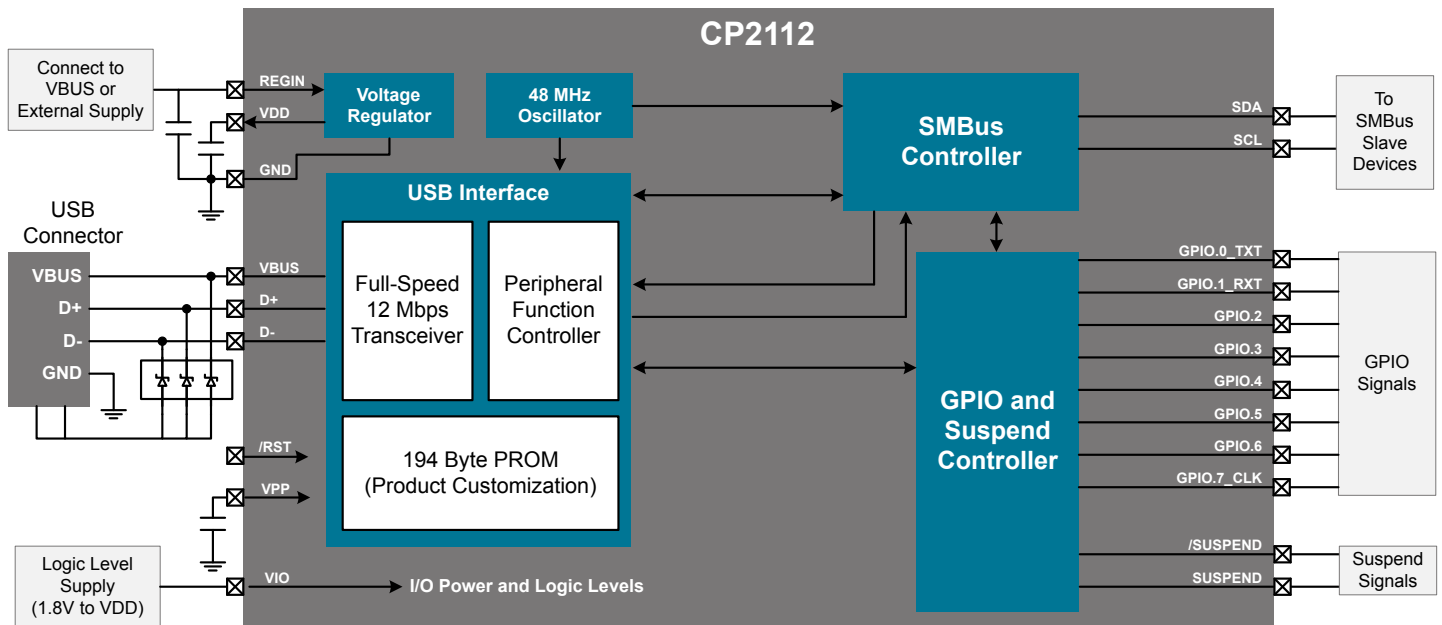 CP2112
Connect to
VBUS or
External Supply
REGIN
VDD
GND
Voltage
Regulator
48 MHz
Oscillator
SMBus
Controller
SDA
SCL
To
SMBus
Slave
Devices
USB
Connector
VBUS
D+
D-
GND
VBUS
D+
D-
USB Interface
Full-Speed
12 Mbps
Transceiver
Peripheral
Function
Controller
194 Byte PROM
(Product Customization)
GPIO and
Suspend
Controller
GPIO.0_TXT
GPIO.1_RXT
GPIO.2
GPIO.3
GPIO.4
GPIO.5
GPIO.6
GPIO.7_CLK
GPIO
Signals
/RST
VPP
Logic Level
Supply
(1.8V to VDD)
VIO
I/O Power and Logic Levels
/SUSPEND
SUSPEND
Suspend
Signals